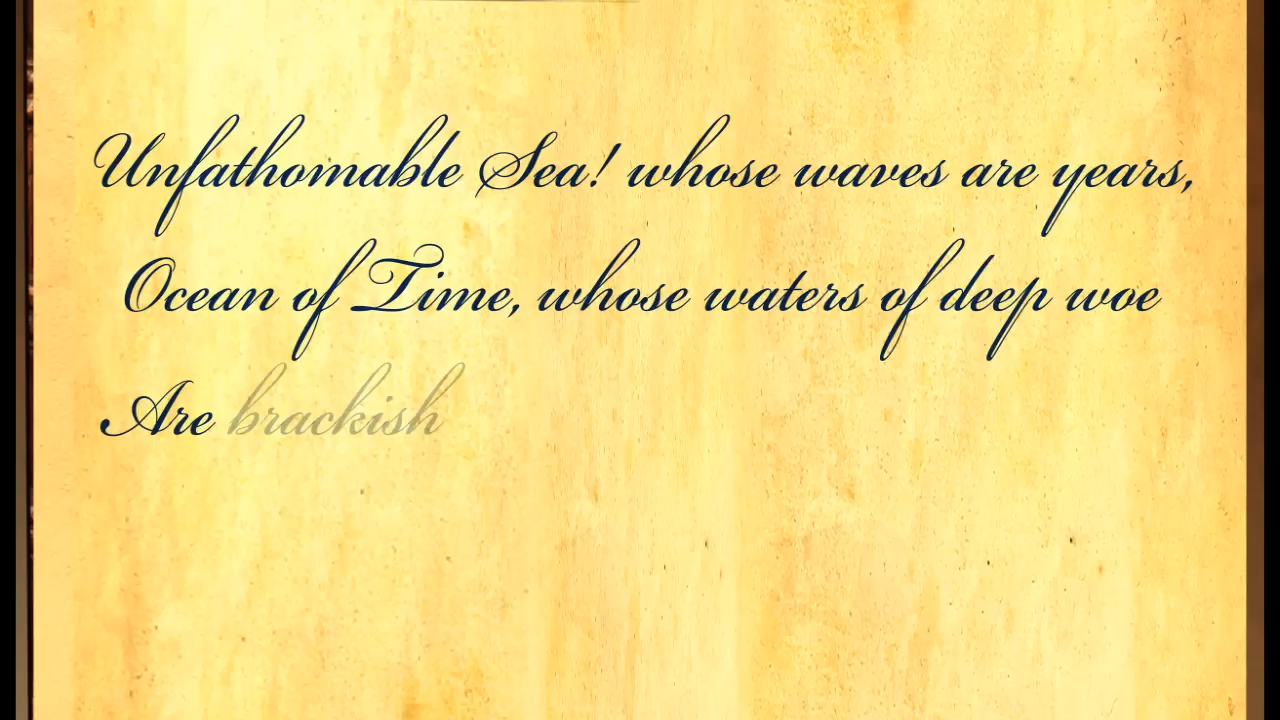 Unfathomable Sea! whose waves are years,
Ocean of Time, whose waters of deep woe
Are brackish